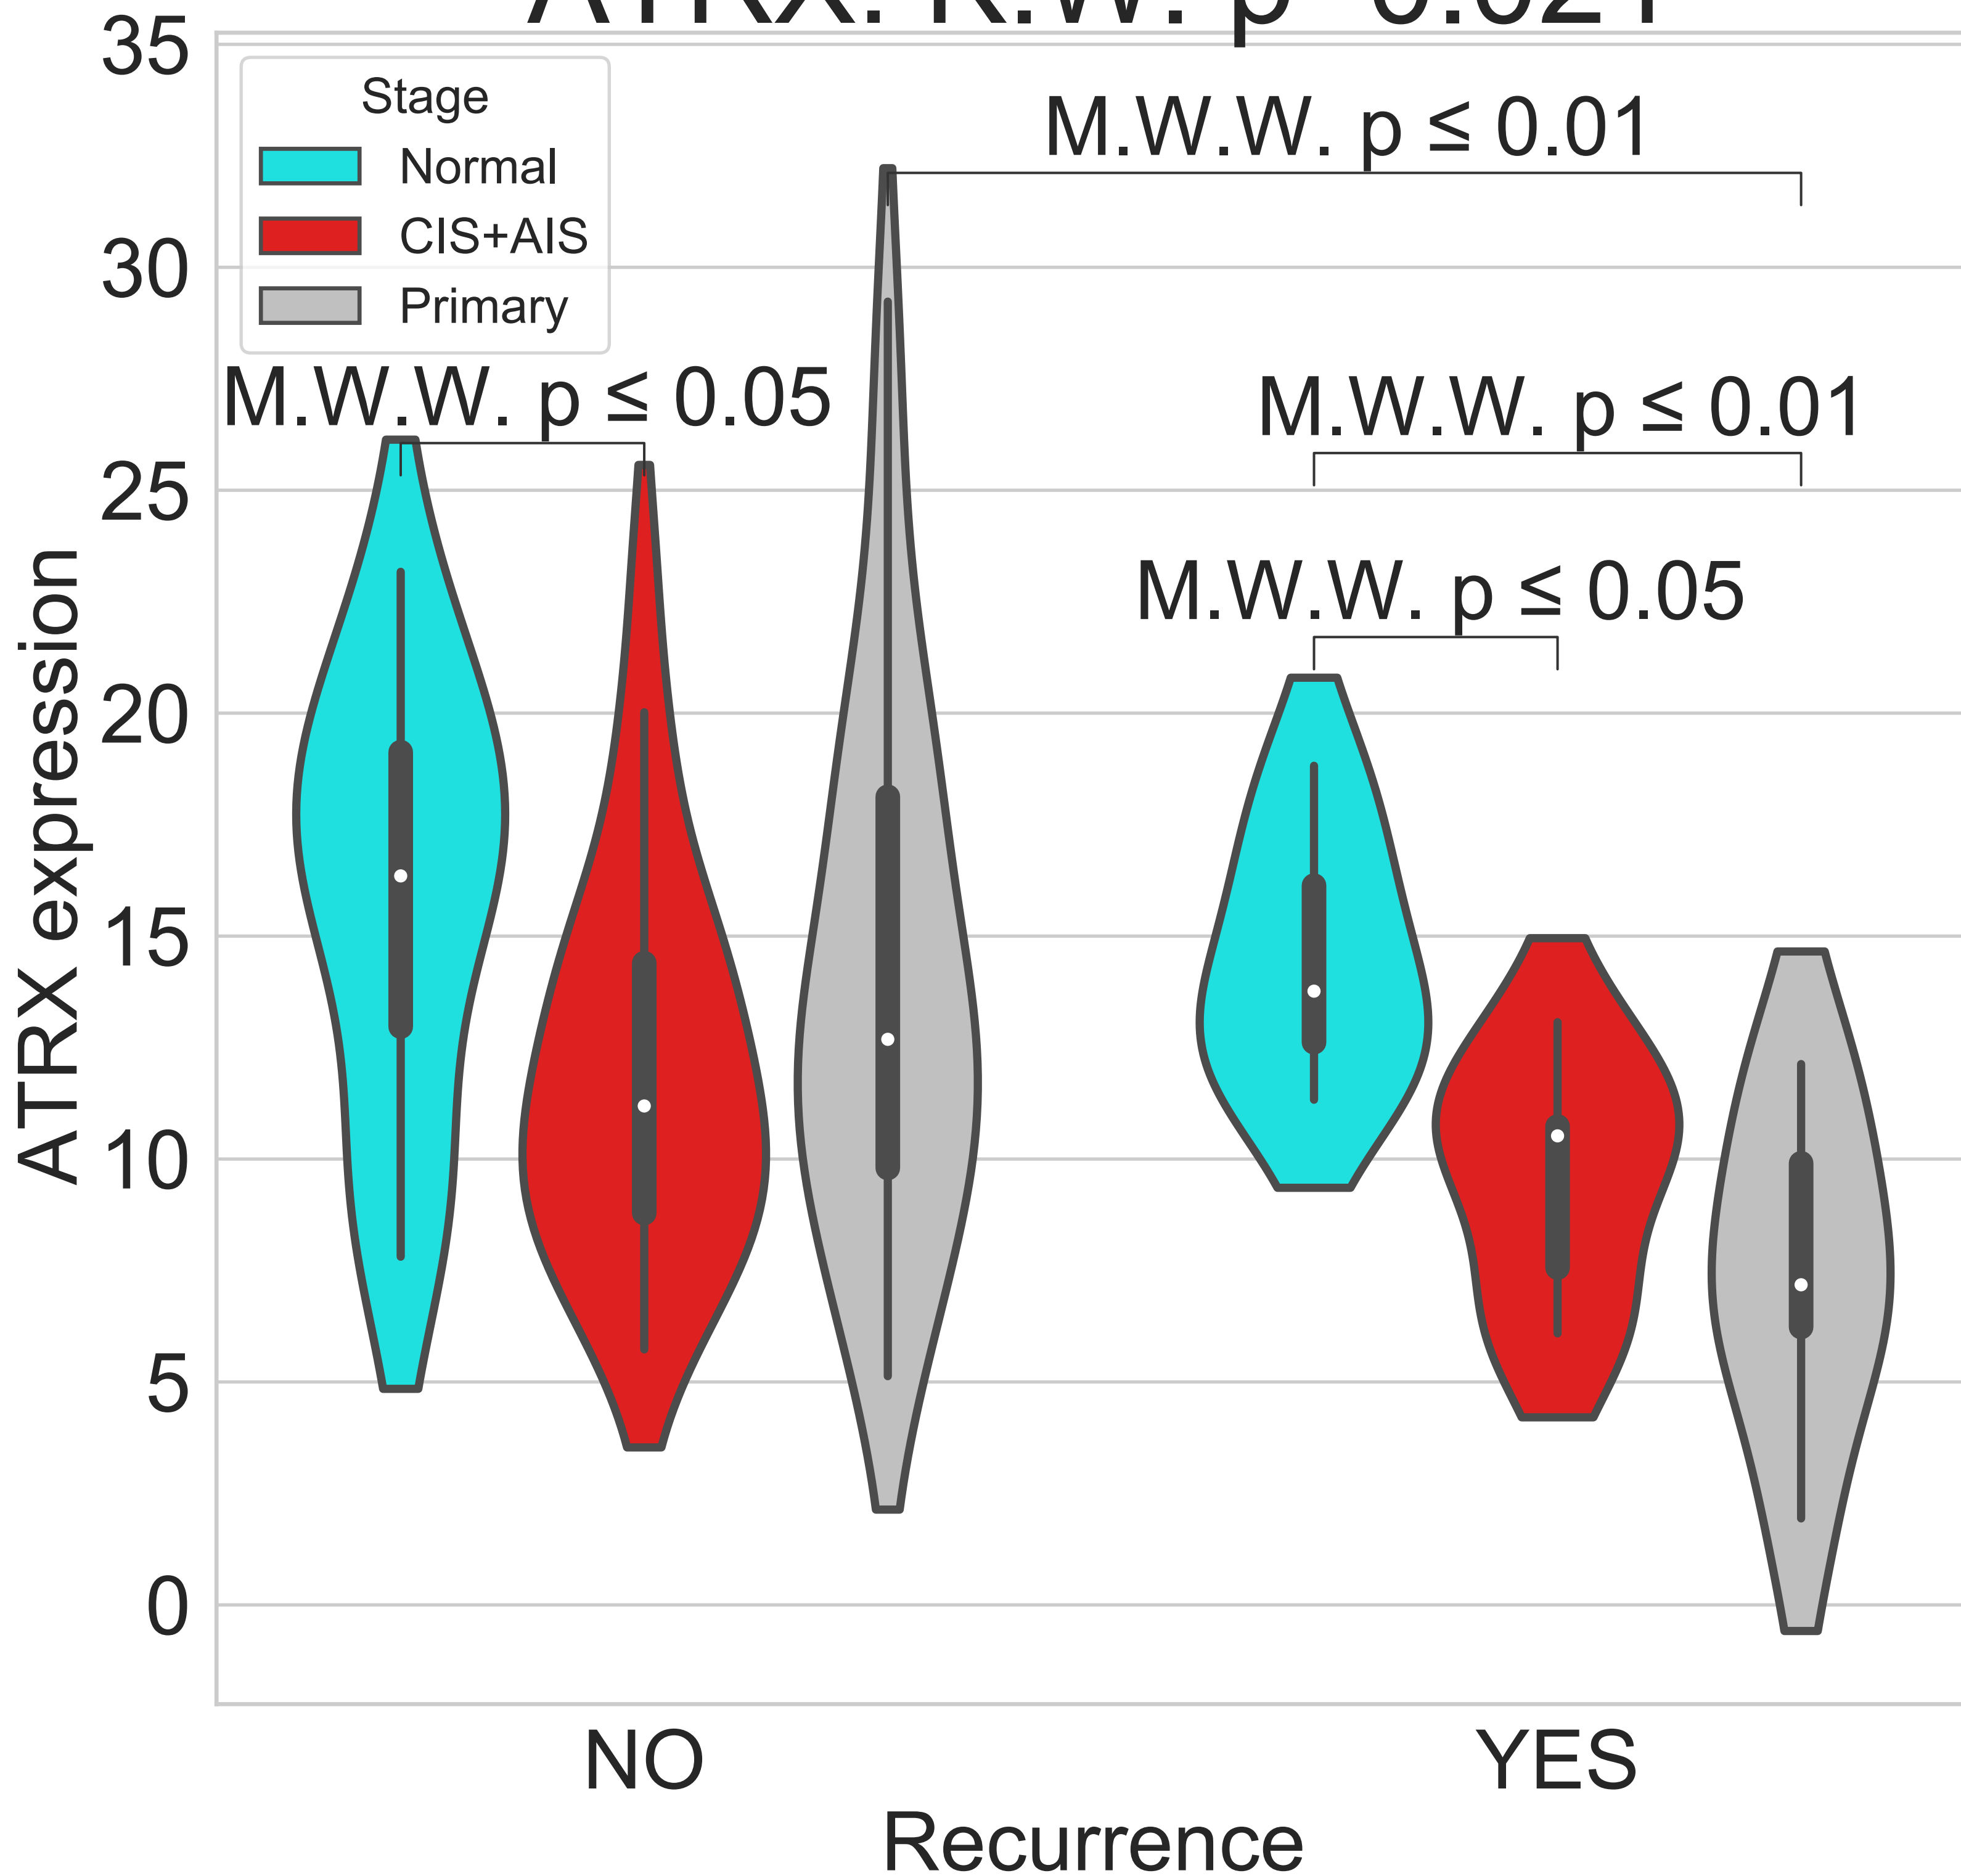 35
Stage
Normal
CIS+AIS
Primary
30
25
20
15
10
5
0
ATRX expression
M.W.W. p ≤ 0.01
M.W.W. p ≤ 0.05
M.W.W. p ≤ 0.01
M.W.W. p ≤ 0.05
NO
YES
Recurrence